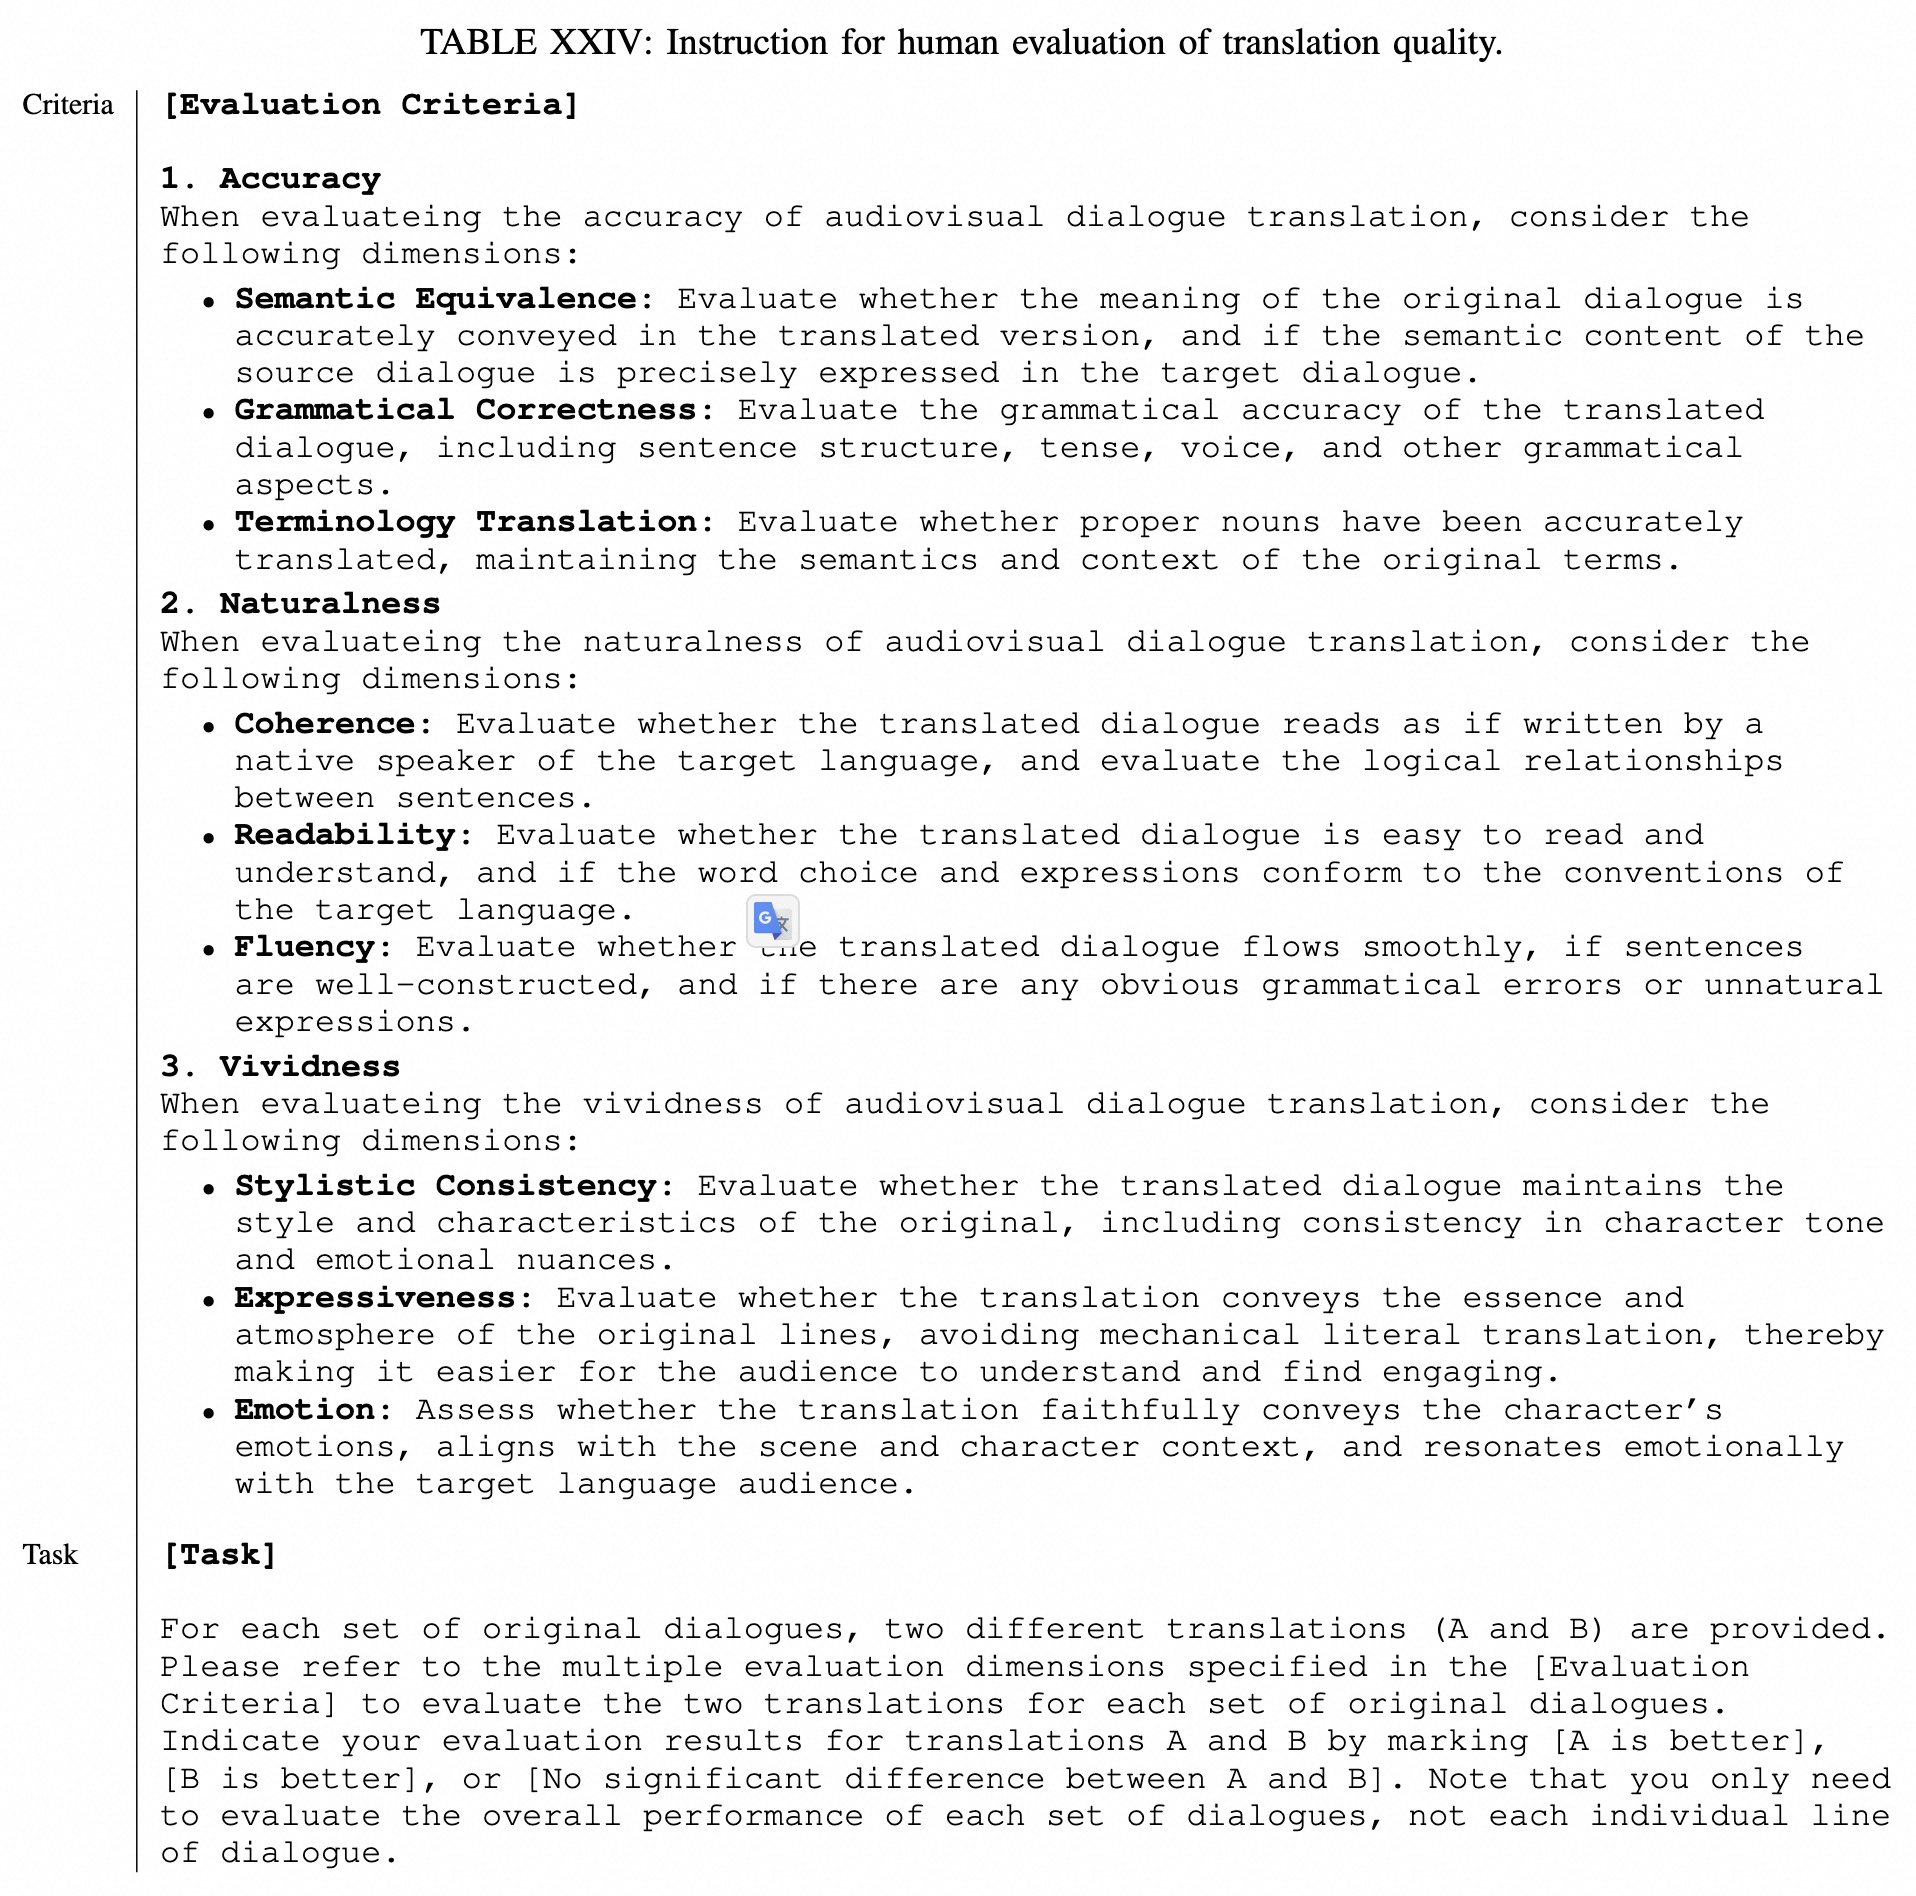 TABLE XXIV: Instruction for human evaluation of translation quality.
Criteria
[Evaluation Criteria]
1. Accuracy
When evaluateing the accuracy of audiovisual dialogue translation, consider the
following dimensions:
• Semantic Equivalence: Evaluate whether the meaning of the original dialogue is
accurately conveyed in the translated version, and if the semantic content of the
source dialogue is precisely expressed in the target dialogue.
• Grammatical Correctness: Evaluate the grammatical accuracy of the translated
dialogue, including sentence structure, tense, voice, and other grammatical
aspects.
• Terminology Translation: Evaluate whether proper nouns have been accurately
translated, maintaining the semantics and context of the original terms.
2. Naturalness
When evaluateing the naturalness of audiovisual dialogue translation, consider the
following dimensions:
• Coherence: Evaluate whether the translated dialogue reads as if written by a
native speaker of the target language, and evaluate the logical relationships
between sentences.
• Readability: Evaluate whether the translated dialogue is easy to read and
understand, and if the word choice and expressions conform to the conventions of
the target language.
G 文
• Fluency: Evaluate whether the translated dialogue flows smoothly, if sentences
are well-constructed, and if there are any obvious grammatical errors or unnatural
expressions.
3. Vividness
When evaluateing the vividness of audiovisual dialogue translation, consider the
following dimensions:
• Stylistic Consistency: Evaluate whether the translated dialogue maintains the
style and characteristics of the original, including consistency in character tone
and emotional nuances.
• Expressiveness: Evaluate whether the translation conveys the essence and
atmosphere of the original lines, avoiding mechanical literal translation, thereby
making it easier for the audience to understand and find engaging.
• Emotion: Assess whether the translation faithfully conveys the character's
emotions, aligns with the scene and character context, and resonates emotionally
with the target language audience.
Task
[Task]
For each set of original dialogues, two different translations (A and B) are provided.
Please refer to the multiple evaluation dimensions specified in the [Evaluation
Criteria] to evaluate the two translations for each set of original dialogues.
Indicate your evaluation results for translations A and B by marking [A is better],
[B is better], or [No significant difference between A and B]. Note that you only need
to evaluate the overall performance of each set of dialogues, not each individual line
of dialogue.